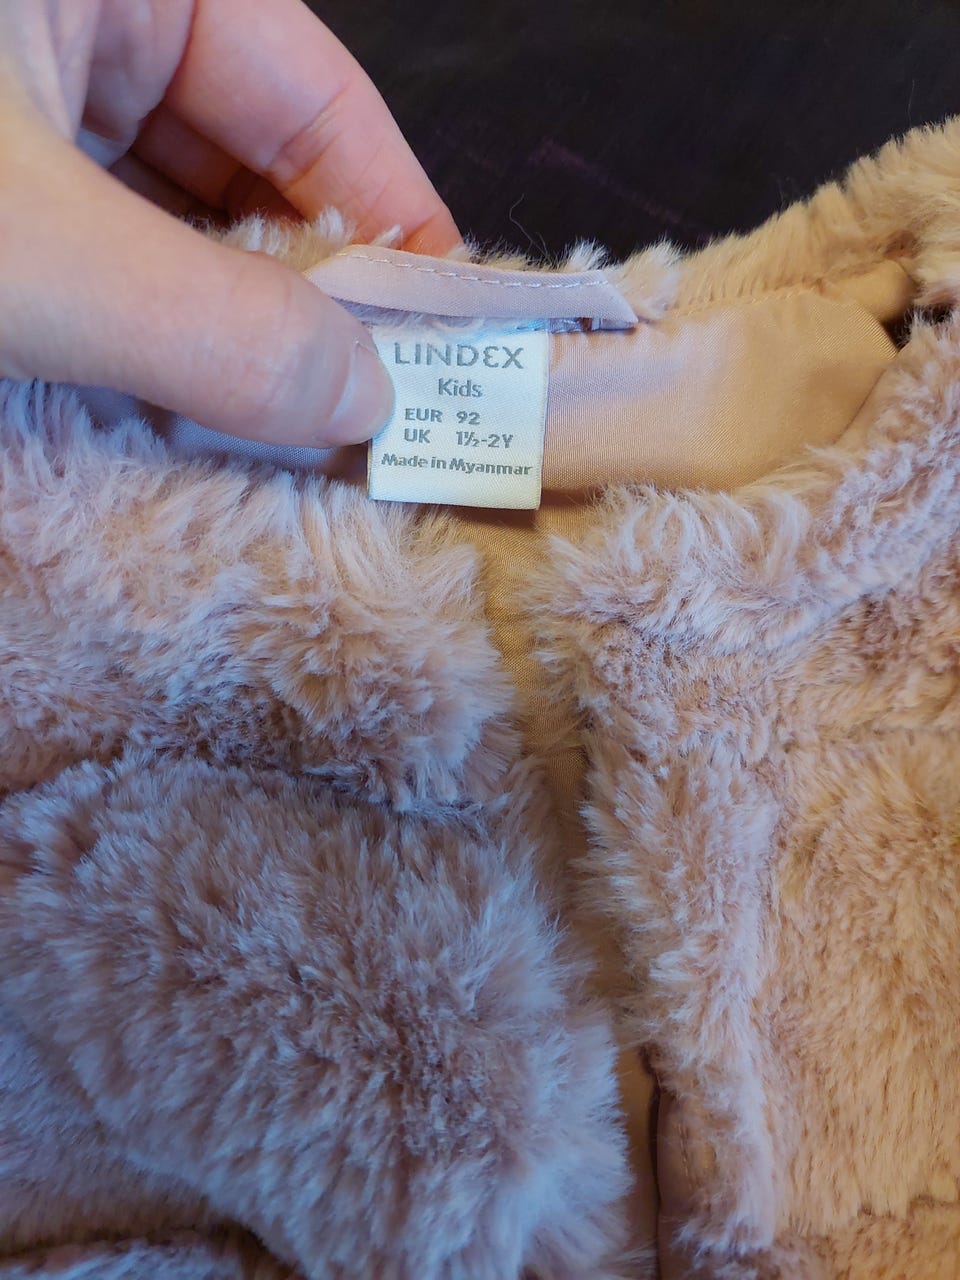 LINDEX
Kids
EUR 92
UK 1½-2Y
Made in Myanmar